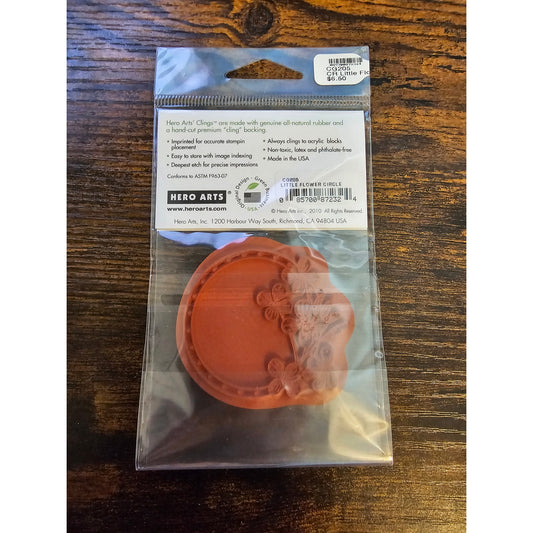 CG205
CR Little Flo
$6.50
Hero Arts' Clings™ are made with genuine all-natural rubber and
a hand-cut premium "cling" backing.
• Imprinted for accurate stampin placement
• Easy to store with image indexing
• Deepest etch for precise impressions
• Always clings to acrylic blocks
• Non-toxic, latex and phthalate-free
• Made in the USA
Conforms to ASTM F963-07
HERO ARTS®
www.heroarts.com
Original Design
Green
USA
CG205
LITTLE FLOWER CIRCLE
0 85700 87232 4
© Hero Arts Inc., 2010 All Rights Reserved.
Hero Arts, Inc. 1200 Harbour Way South, Richmond, CA 94804 USA